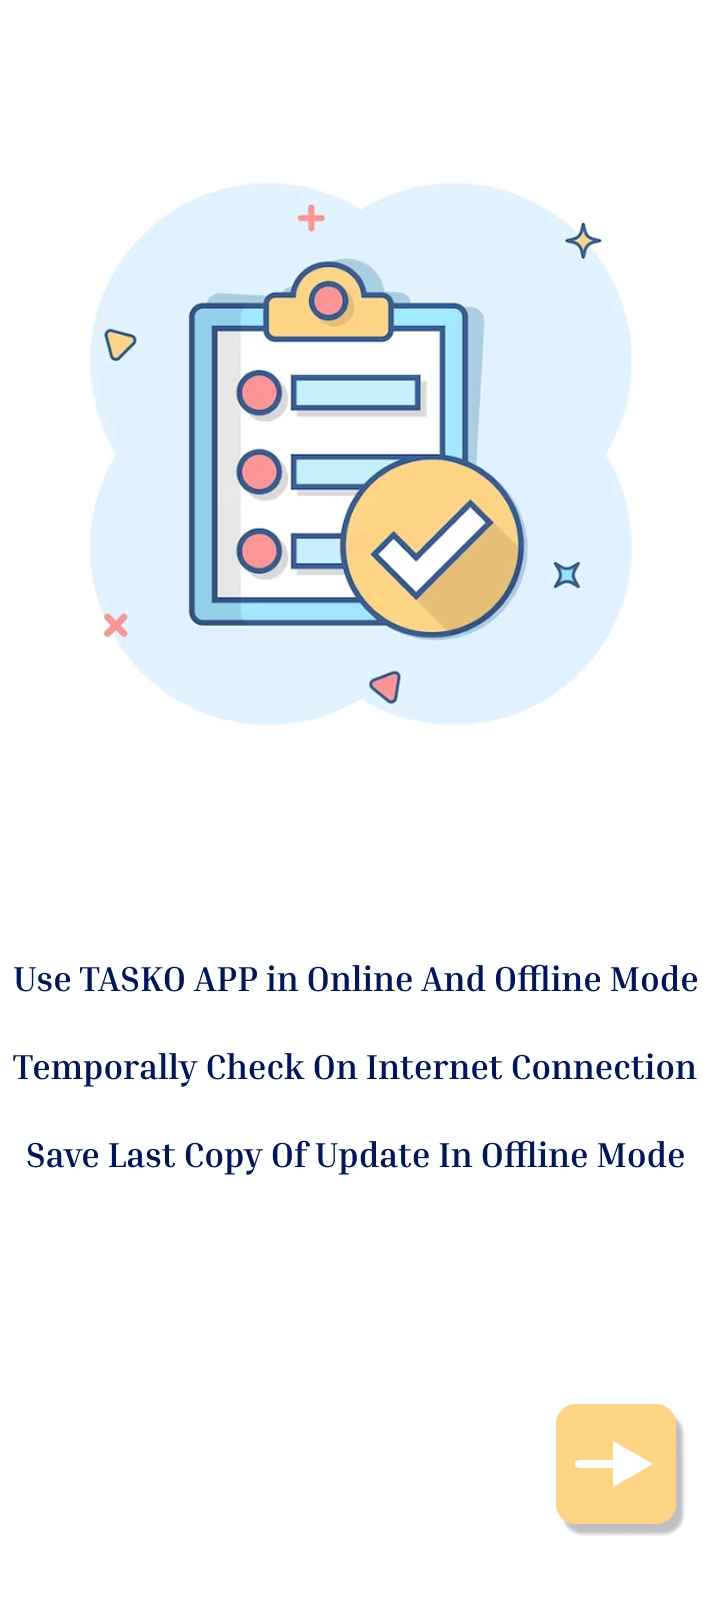 Use TASKO APP in Online And Offline Mode
Temporally Check On Internet Connection
Save Last Copy Of Update In Offline Mode